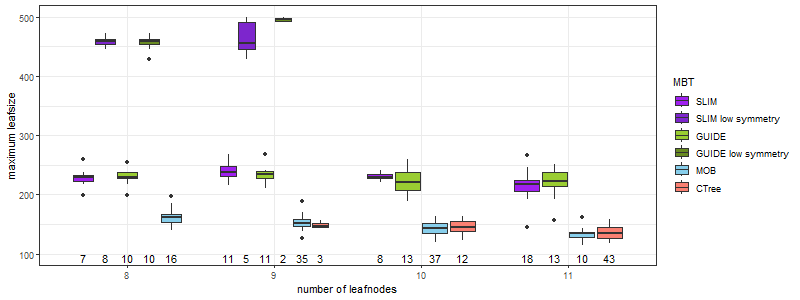 500
400
300
200
100
maximum leafsize
7 8 10 10 16 11 5 11 2 35 3 8 13 37 12 18 13 10 43
8 9 10 11
number of leafnodes
MBT
SLIM
SLIM low symmetry
GUIDE
GUIDE low symmetry
MOB
CTree